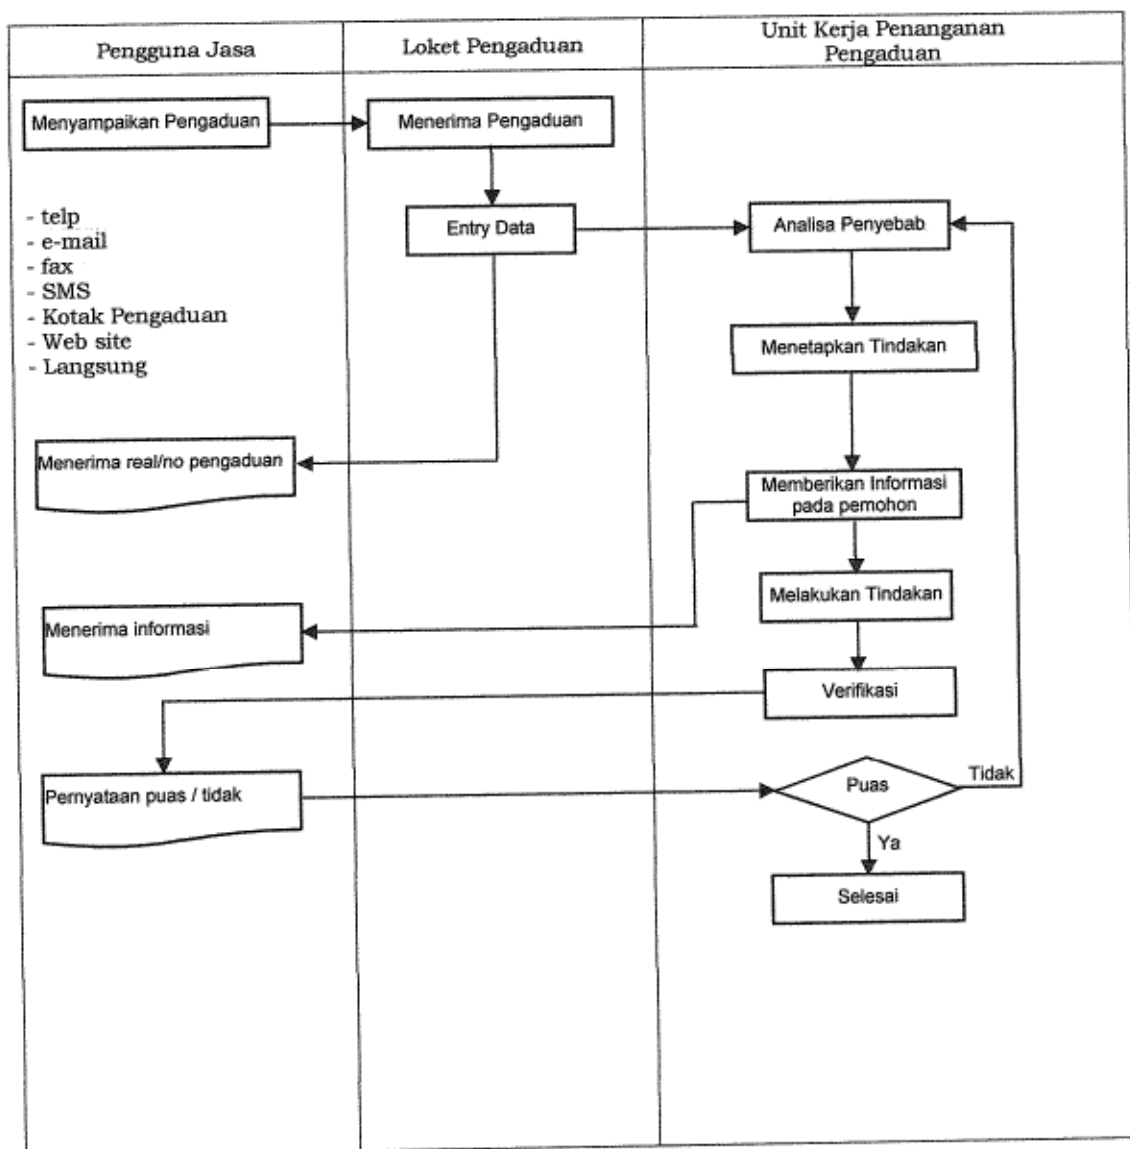 Pengguna Jasa
Loket Pengaduan
Unit Kerja Penanganan
Pengaduan
Menyampaikan Pengaduan
Menerima Pengaduan
- telp
- e-mail
- fax
- SMS
- Kotak Pengaduan
- Web site
- Langsung
Entry Data
Analisa Penyebab
Menetapkan Tindakan
Menerima real/no pengaduan
Memberikan Informasi
pada pemohon
Melakukan Tindakan
Menerima informasi
Verifikasi
Pernyataan puas / tidak
Puas
Tidak
Ya
Selesai